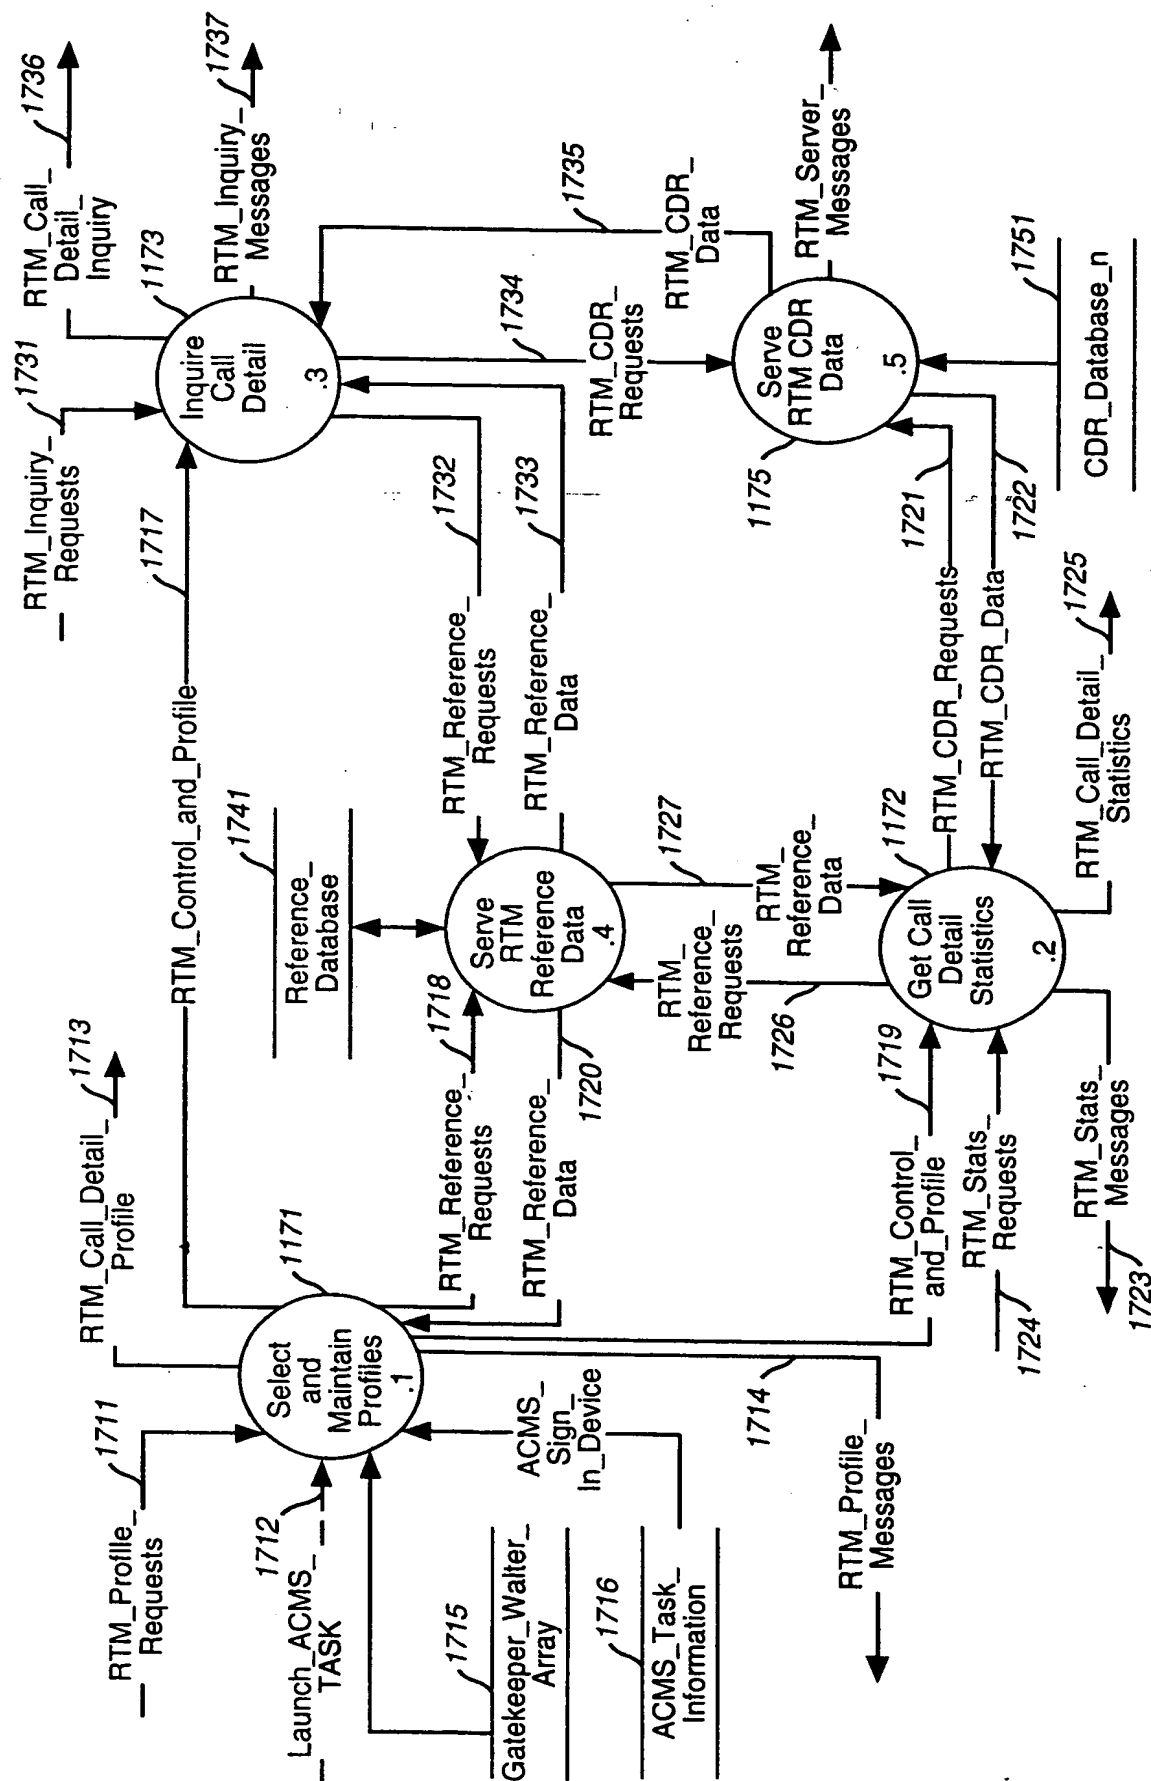 RTM_Profile_
Requests
1711
RTM_Call_Detail_
Profile
1713
RTM_Control_and_Profile
1717
RTM_Inquiry_
Requests
1731
RTM_Call_
Detail_
Inquiry
1736
Launch_ACMS_
TASK
1712
Select
and
Maintain
Profiles
.1
1171
Reference_
Database
1741
Inquire
Call
Detail
.3
1173
RTM_Inquiry_
Messages
1737
Gatekeeper_Walter_
Array
1715
ACMS_
Sign_
In_Device
ACMS_Task_
Information
1716
RTM_Reference_
Requests
1718
RTM_Reference_
Data
1720
Serve
RTM
Reference
Data
.4
RTM_Reference_
Requests
1732
RTM_Reference_
Data
1733
RTM_CDR_
Requests
1734
RTM_CDR_
Data
1735
RTM_
Reference_
Requests
1726
RTM_
Reference_
Data
1727
RTM_Profile_
Messages
1714
RTM_Control_
and_Profile
1719
RTM_Stats_
Requests
1724
RTM_Stats_
Messages
1723
Get Call
Detail
Statistics
.2
1172
RTM_CDR_Requests
1721
RTM_CDR_Data
1722
RTM_Call_Detail_
Statistics
1725
Serve
RTM CDR
Data
.5
1175
RTM_Server_
Messages
CDR_Database_n
1751